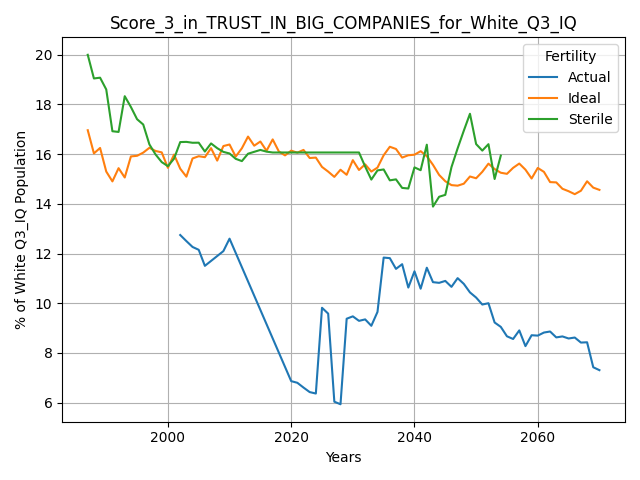 Score_3_in_TRUST_IN_BIG_COMPANIES_for_White_Q3_IQ
Fertility
Actual
Ideal
Sterile
% of White Q3_IQ Population
20
18
16
14
12
10
8
6
2000 2020 2040 2060
Years